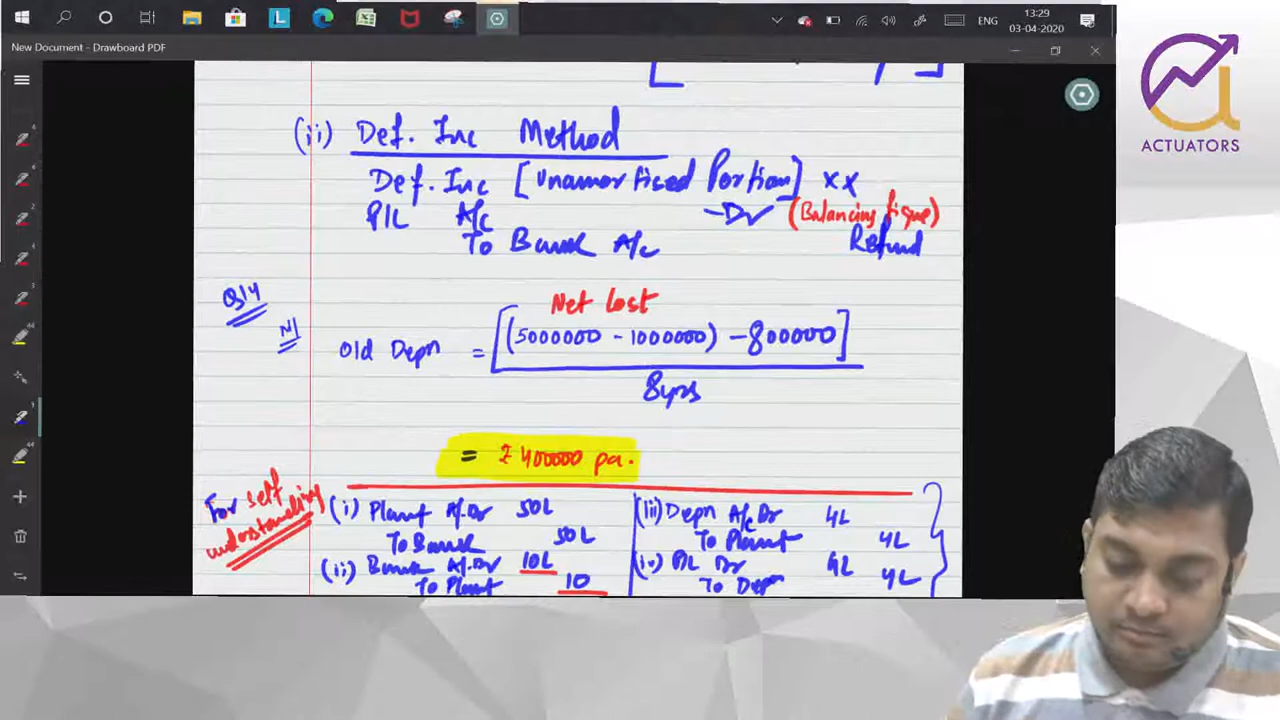 ENG
13:29
03-04-2020
New Document - Drawboard PDF
ACTUATORS
(ii) Def. Inc Method
Def. Inc [Unamortised Portion] xx
P/L A/c - Dr (Balancing figure)
To Bank A/c Refund
Q14
N1
Net Cost
Old Depn = [(5000000 - 1000000) - 800000]
8yrs
= ₹ 400000 pa.
For self understanding
(i) Plant A/c Dr 50L
To Bank 50L
(ii) Bank A/c Dr 10L
To Plant 10
(iii) Depn A/c Dr 4L
To Plant 4L
(iv) P/L Dr 4L
To Depn 4L